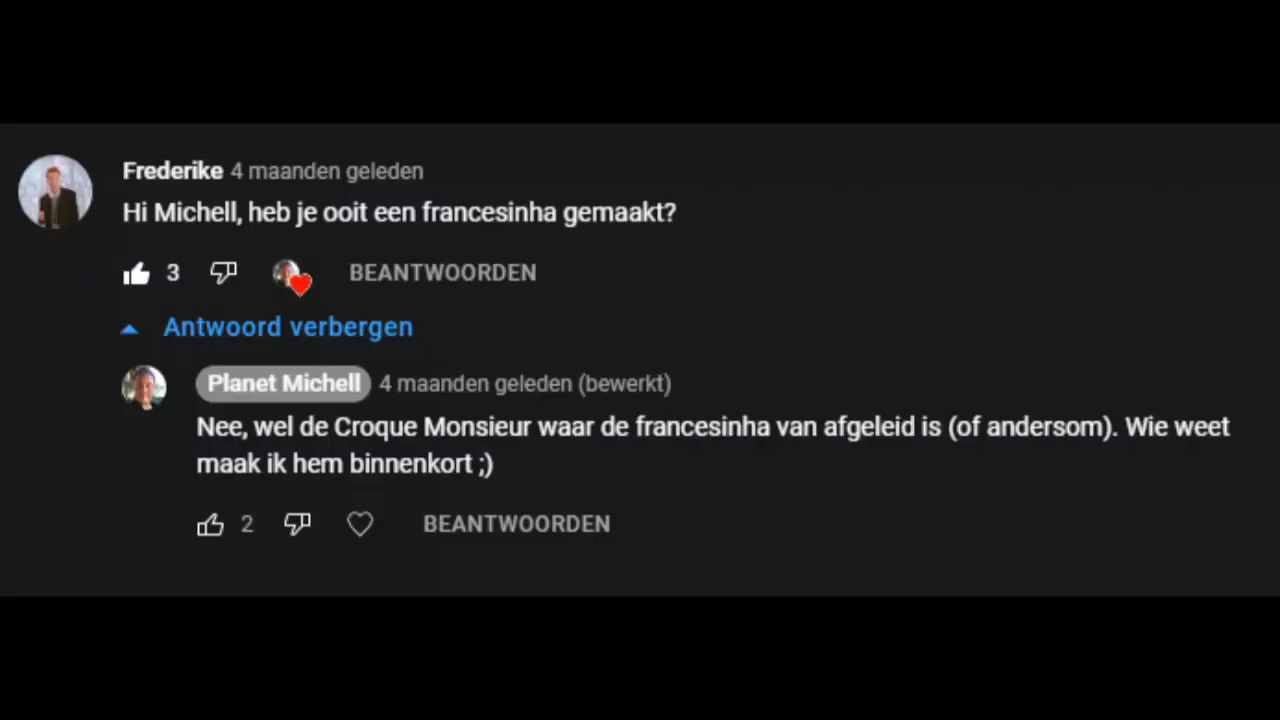 Frederike 4 maanden geleden
Hi Michell, heb je ooit een francesinha gemaakt?
3 BEANTWOORDEN
Antwoord verbergen
Planet Michell 4 maanden geleden (bewerkt)
Nee, wel de Croque Monsieur waar de francesinha van afgeleid is (of andersom). Wie weet
maak ik hem binnenkort ;)
2 BEANTWOORDEN